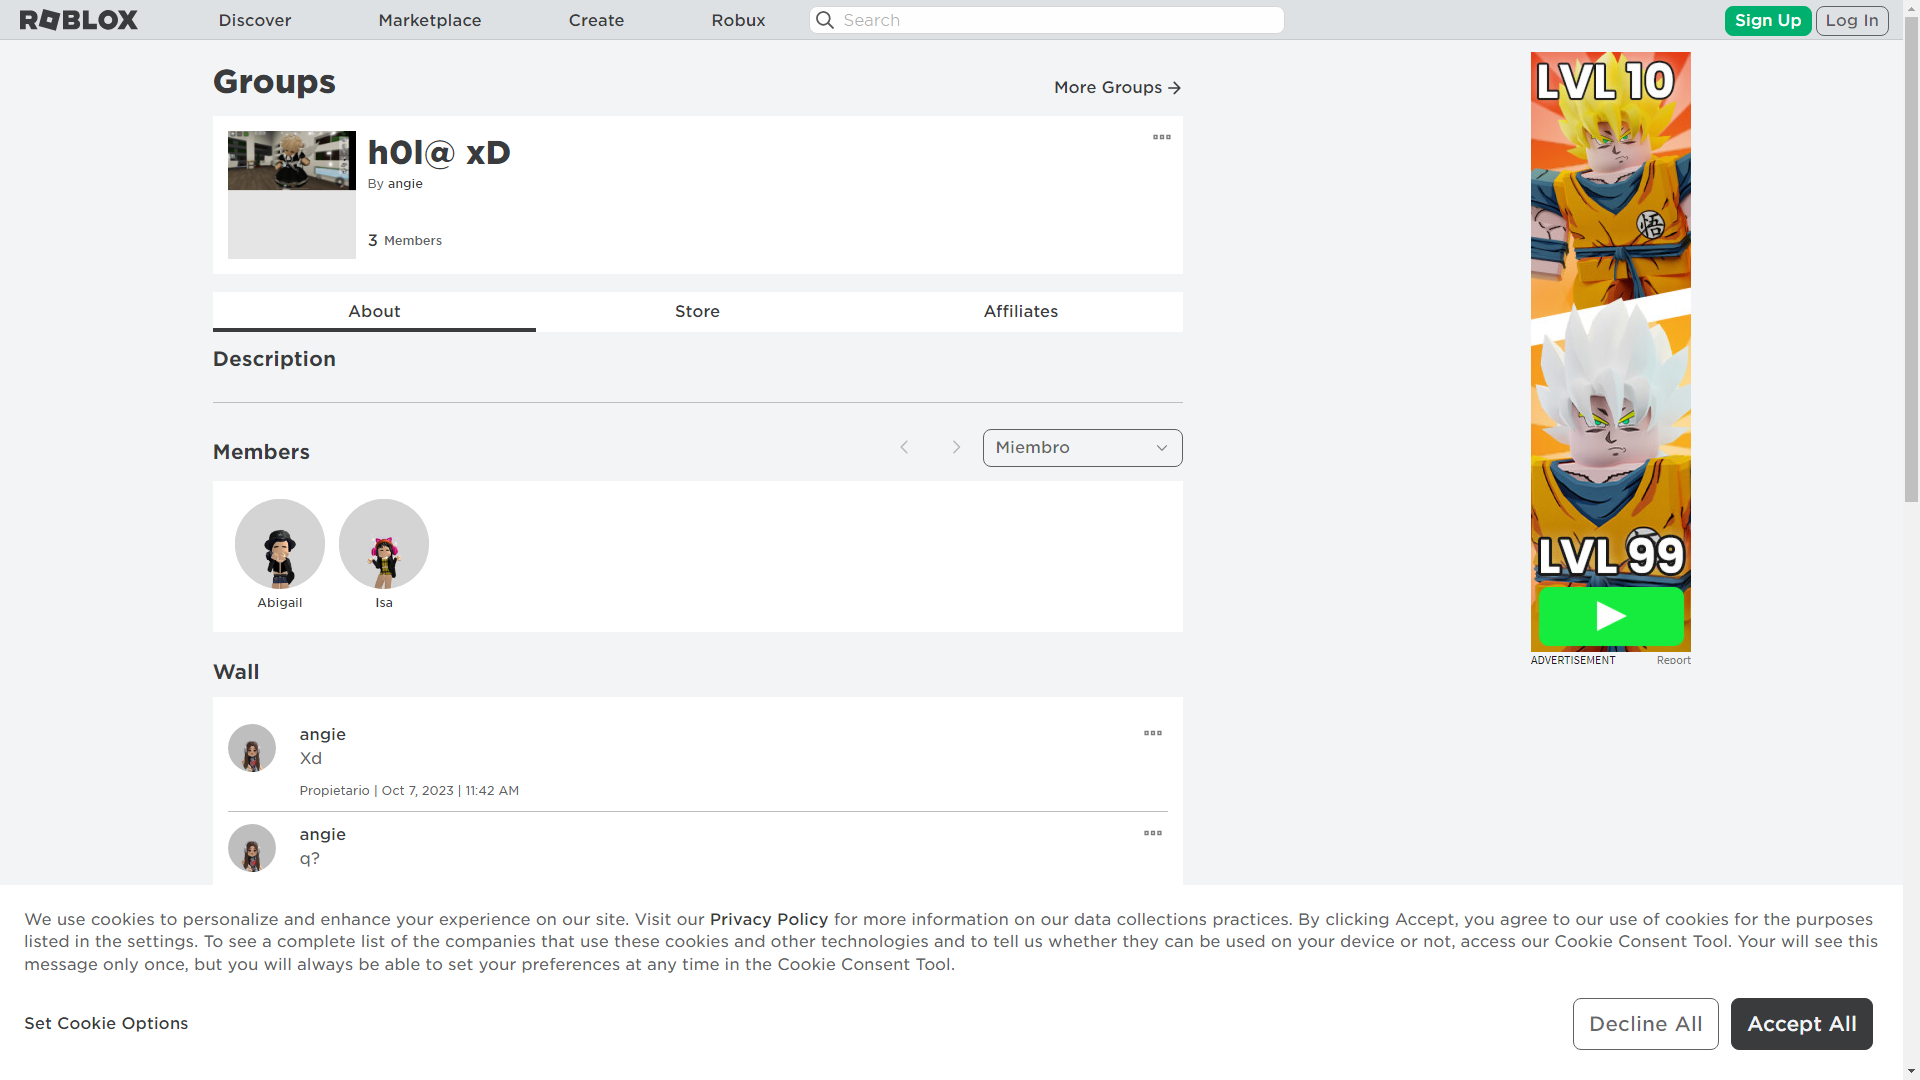 ROBLOX Discover Marketplace Create Robux Search Sign Up Log In
Groups
More Groups
h0l@ xD
By angie
3 Members
About Store Affiliates
Description
Members
Miembro
Abigail Isa
Wall
angie
Xd
Propietario | Oct 7, 2023 | 11:42 AM
angie
q?
LVL 10
悟
LVL 99
ADVERTISEMENT Report
We use cookies to personalize and enhance your experience on our site. Visit our Privacy Policy for more information on our data collections practices. By clicking Accept, you agree to our use of cookies for the purposes
listed in the settings. To see a complete list of the companies that use these cookies and other technologies and to tell us whether they can be used on your device or not, access our Cookie Consent Tool. Your will see this
message only once, but you will always be able to set your preferences at any time in the Cookie Consent Tool.
Set Cookie Options
Decline All Accept All